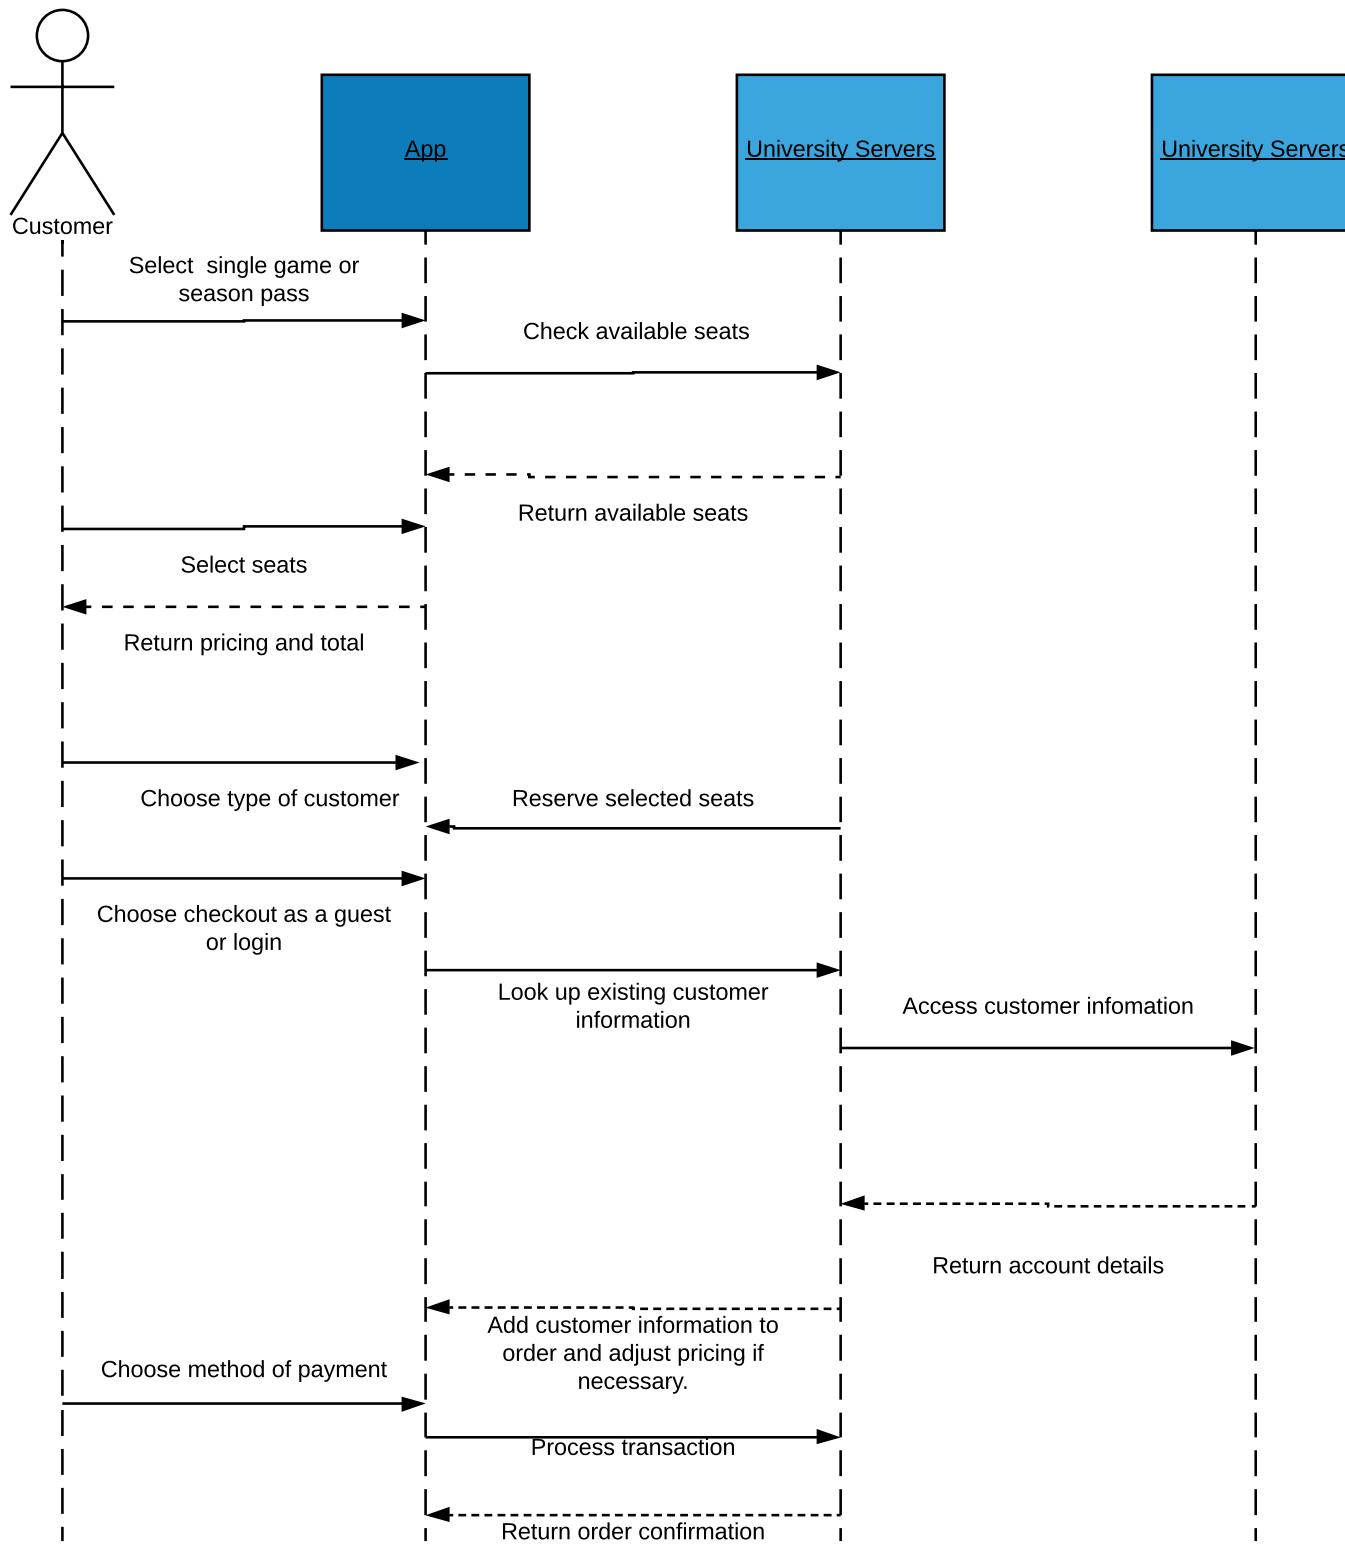 App
University Servers
University Servers
Customer
Select  single game or
season pass
Check available seats
Return available seats
Select seats
Return pricing and total
Choose type of customer
Reserve selected seats
Choose checkout as a guest
or login
Look up existing customer
information
Access customer infomation
Return account details
Add customer information to
order and adjust pricing if
necessary.
Choose method of payment
Process transaction
Return order confirmation